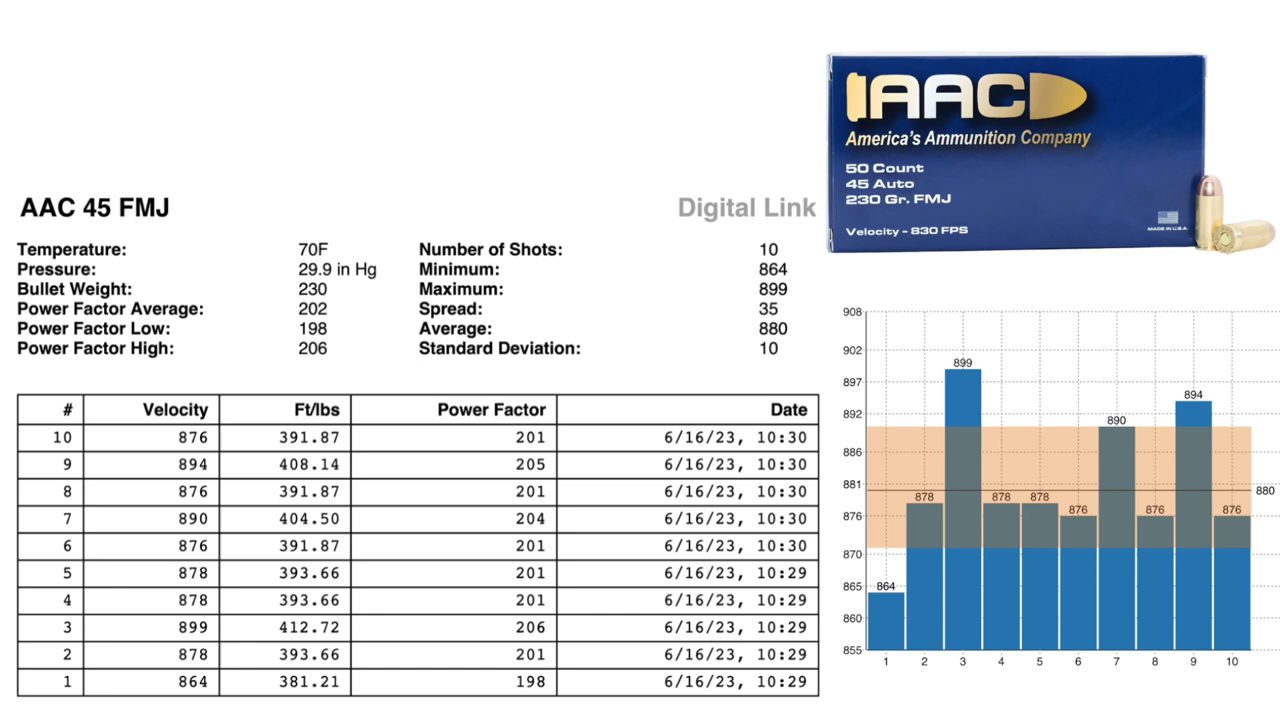 AAC
America's Ammunition Company
50 Count
45 Auto
230 Gr. FMJ
Velocity - 830 FPS
MADE IN U.S.A.
AAC 45 FMJ
Digital Link
Temperature: 70F Number of Shots: 10
Pressure: 29.9 in Hg Minimum: 864
Bullet Weight: 230 Maximum: 899
Power Factor Average: 202 Spread: 35
Power Factor Low: 198 Average: 880
Power Factor High: 206 Standard Deviation: 10
# Velocity Ft/lbs Power Factor Date
10 876 391.87 201 6/16/23, 10:30
9 894 408.14 205 6/16/23, 10:30
8 876 391.87 201 6/16/23, 10:30
7 890 404.50 204 6/16/23, 10:30
6 876 391.87 201 6/16/23, 10:30
5 878 393.66 201 6/16/23, 10:29
4 878 393.66 201 6/16/23, 10:29
3 899 412.72 206 6/16/23, 10:29
2 878 393.66 201 6/16/23, 10:29
1 864 381.21 198 6/16/23, 10:29
908
902
897
892
886
881
876
870
865
860
855
864 878 899 878 878 876 890 876 894 876
880
1 2 3 4 5 6 7 8 9 10